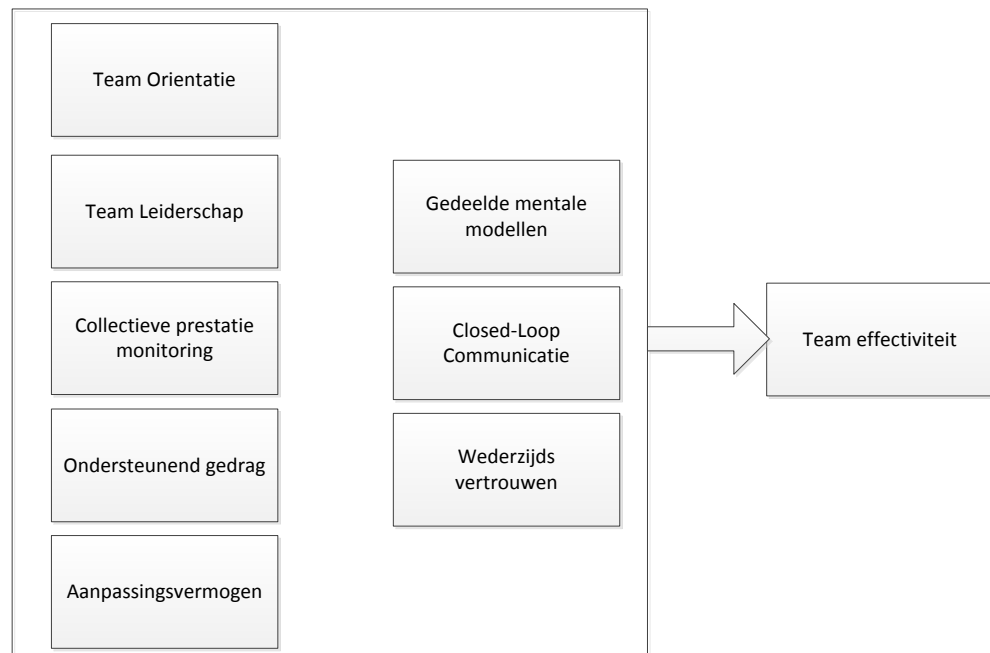 Team Orientatie
Team Leiderschap
Collectieve prestatie
monitoring
Ondersteunend gedrag
Aanpassingsvermogen
Gedeelde mentale
modellen
Closed-Loop
Communicatie
Wederzijds
vertrouwen
Team effectiviteit